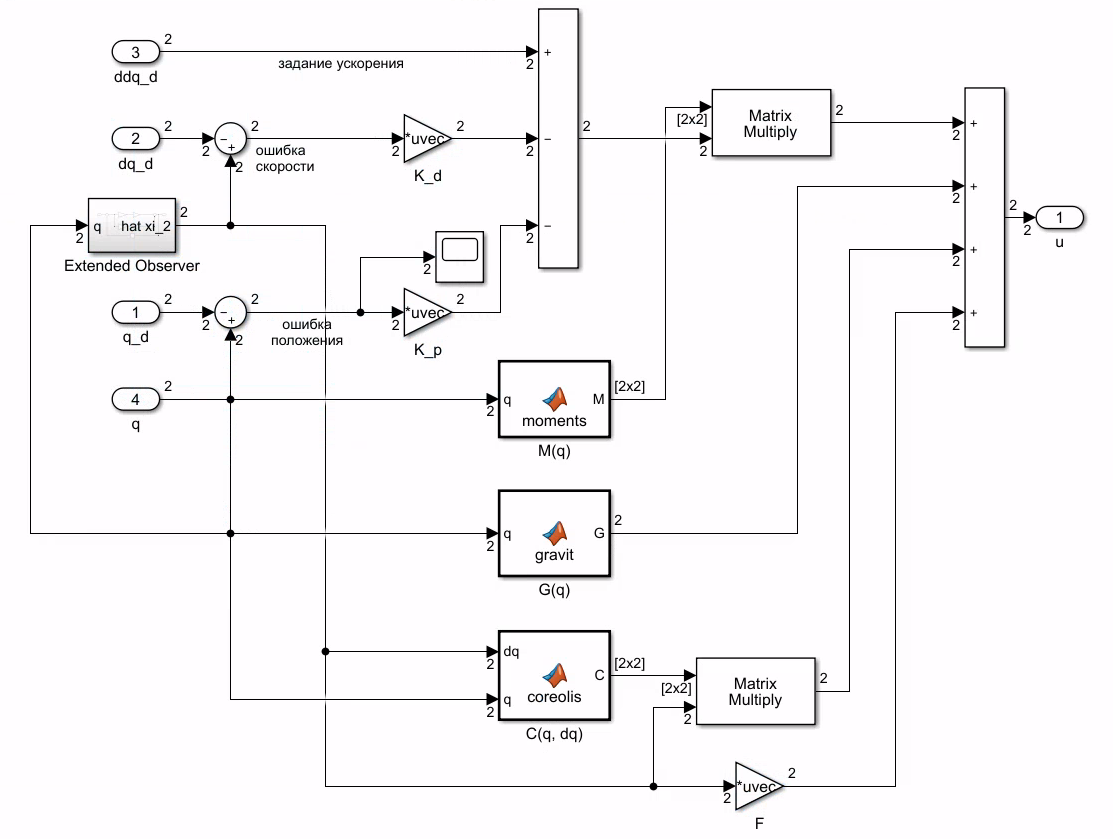 3
2
ddq_d
задание ускорения
+
2
2
2
dq_d
2
−
+
2
2
ошибка
скорости
*uvec
2
2
K_d
−
2
2
[2x2]
2
Matrix
Multiply
2
+
2
q
hat xi_2
2
2
Extended Observer
−
2
+
2
2
1
u
2
1
2
q_d
2
−
+
2
2
ошибка
положения
*uvec
2
2
K_p
+
2
+
2
4
2
q
q
2
moments
M
[2x2]
M(q)
q
2
gravit
G
2
G(q)
dq
2
q
2
coreolis
C
[2x2]
C(q, dq)
[2x2]
2
Matrix
Multiply
2
*uvec
2
2
F